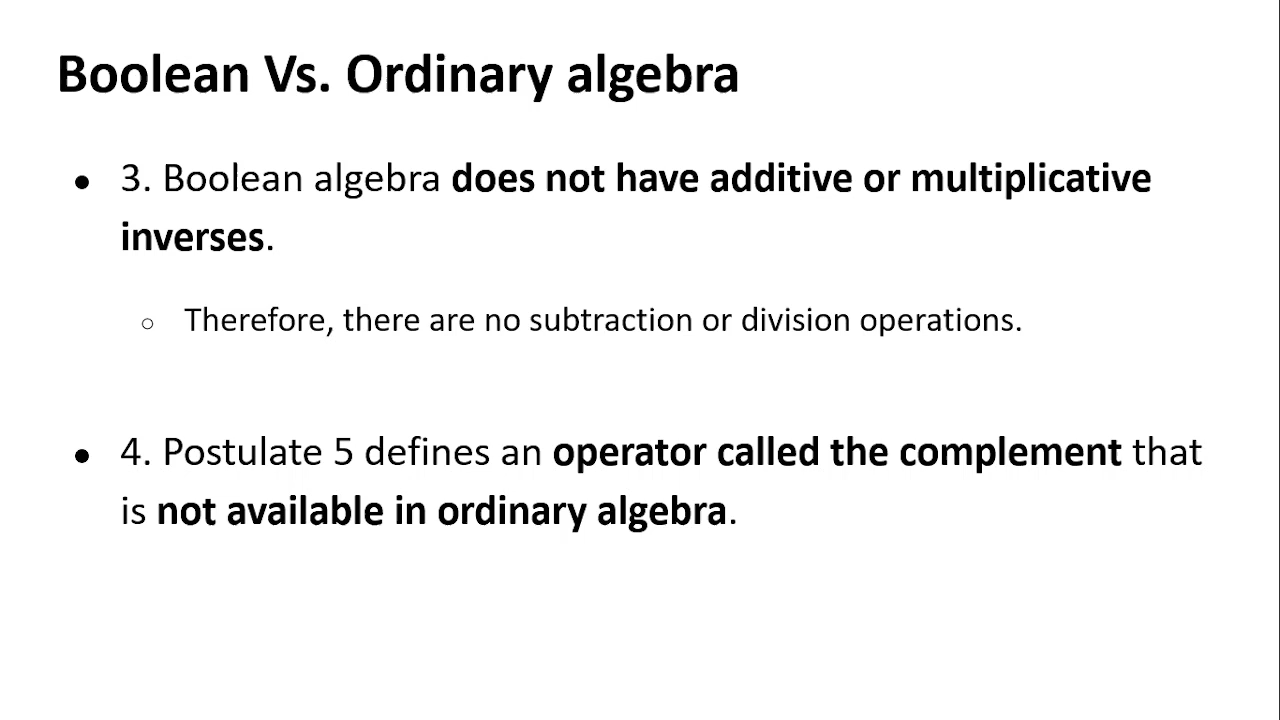 Boolean Vs. Ordinary algebra
● 3. Boolean algebra does not have additive or multiplicative
inverses.
○ Therefore, there are no subtraction or division operations.
● 4. Postulate 5 defines an operator called the complement that
is not available in ordinary algebra.